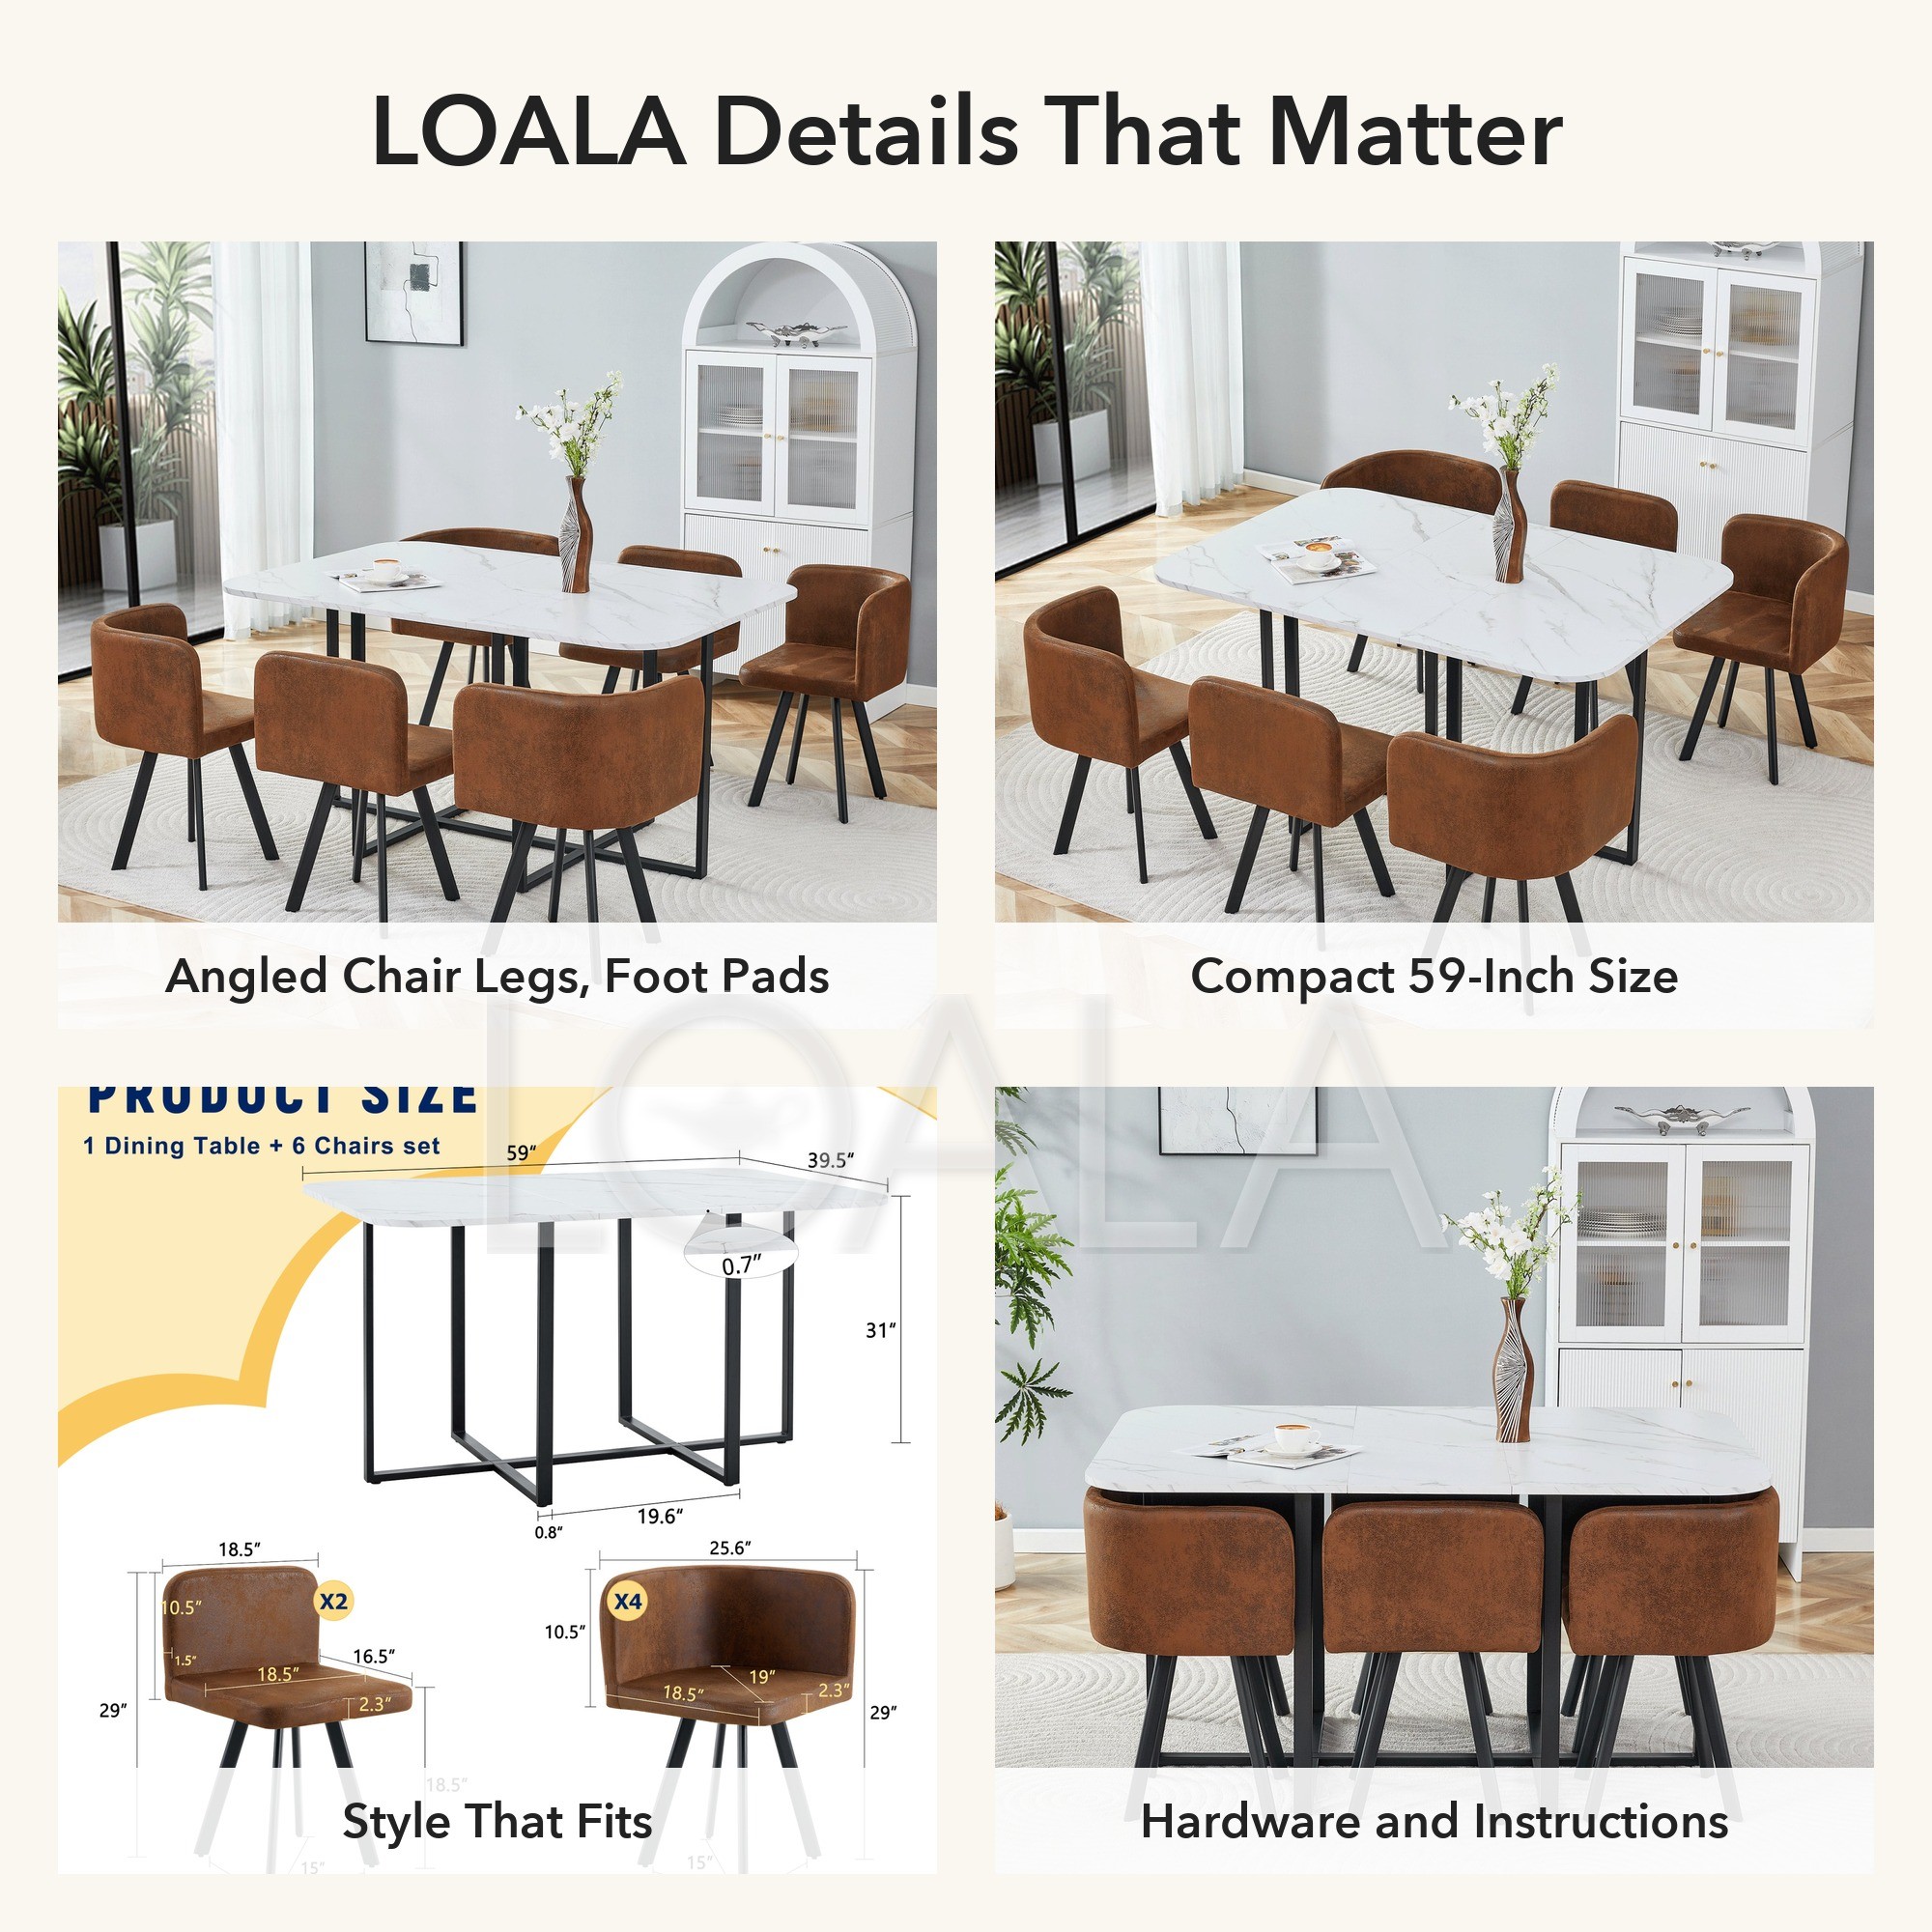 LOALA Details That Matter
Angled Chair Legs, Foot Pads
Compact 59-Inch Size
PRODUCT SIZE
1 Dining Table + 6 Chairs set
59"
39.5"
0.7"
31"
19.6"
0.8"
18.5"
X2
10.5"
1.5"
18.5"
16.5"
2.3"
29"
18.5"
15"
25.6"
X4
10.5"
19"
18.5"
2.3"
29"
15"
Style That Fits
Hardware and Instructions
LOALA